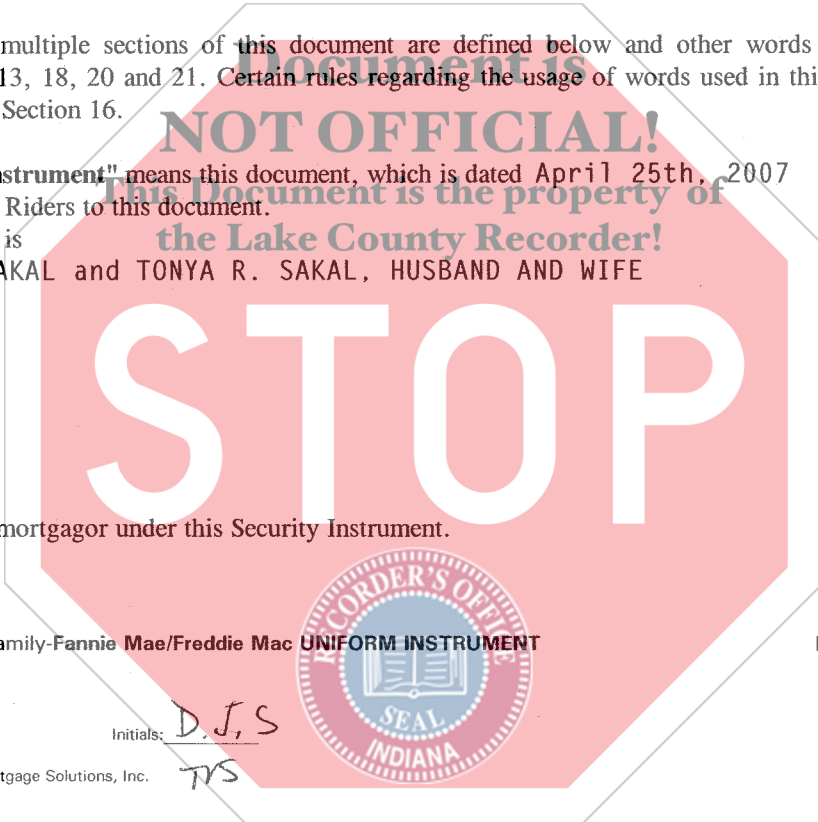 multiple sections of this document are defined below and other words
Document is
13, 18, 20 and 21. Certain rules regarding the usage of words used in thi
Section 16.
NOT OFFICIAL!
strument" means this document, which is dated April 25th, 2007
This Document is the property of
Riders to this document.
is
the Lake County Recorder!
AKAL and TONYA R. SAKAL, HUSBAND AND WIFE
STOP
mortgagor under this Security Instrument.
RECORDER'S OFFICE
amily-Fannie Mae/Freddie Mac UNIFORM INSTRUMENT
SEAL
INDIANA
Initials: D.J.S
tgage Solutions, Inc. TRS